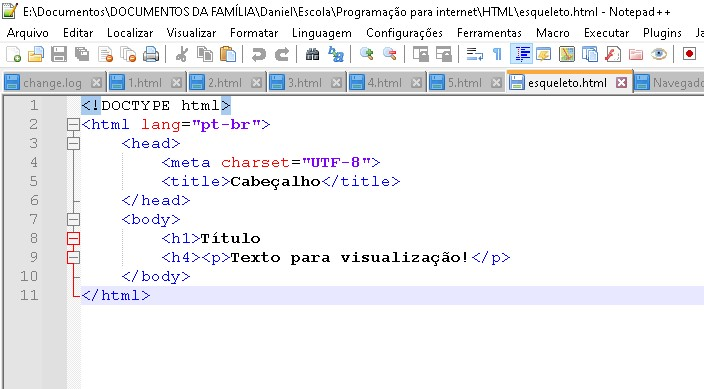 E:\Documentos\DOCUMENTOS DA FAMÍLIA\Daniel\Escola\Programação para internet\HTML\esqueleto.html - Notepad++
Arquivo Editar Localizar Visualizar Formatar Linguagem Configurações Ferramentas Macro Executar Plugins Ja
change.log 1.html 2.html 3.html 4.html 5.html esqueleto.html Navegador
1 <!DOCTYPE html>
2 <html lang="pt-br">
3 <head>
4 <meta charset="UTF-8">
5 <title>Cabeçalho</title>
6 </head>
7 <body>
8 <h1>Título
9 <h4><p>Texto para visualização!</p>
10 </body>
11 </html>